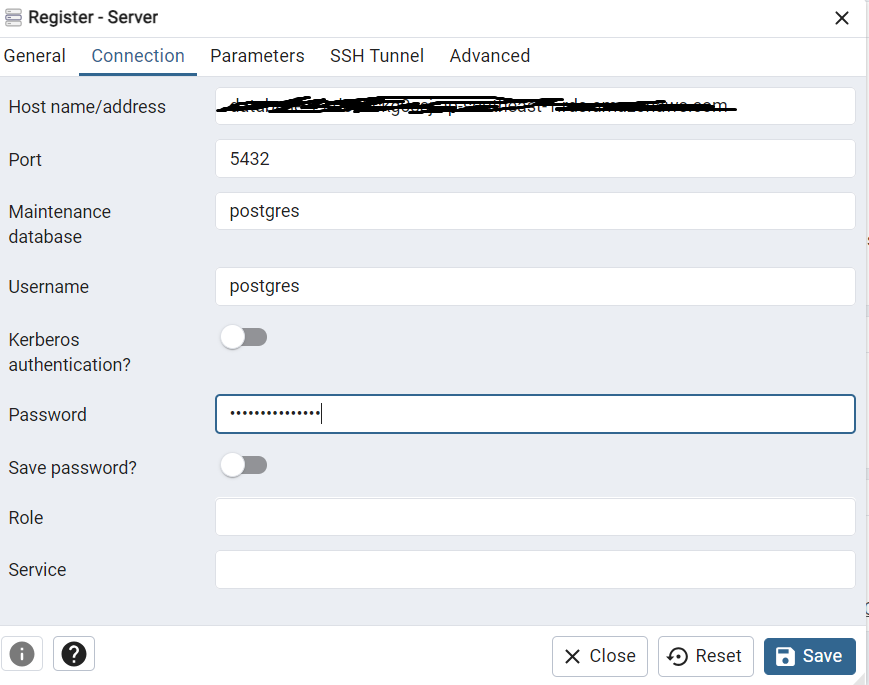 Register - Server
General Connection Parameters SSH Tunnel Advanced
Host name/address
Port 5432
Maintenance
database
postgres
Username postgres
Kerberos
authentication?
Password •••••••••••••••
Save password?
Role
Service
Close Reset Save